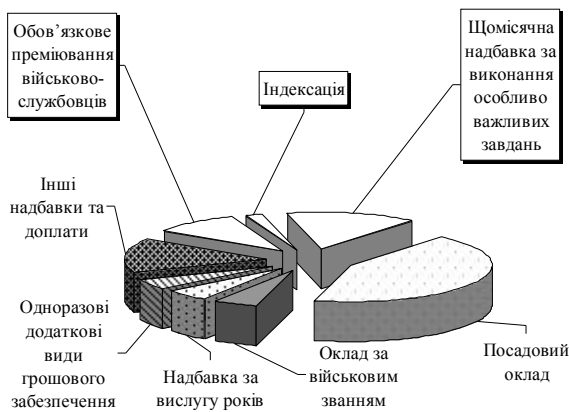 Обов’язкове
преміювання
військово-
службовців
Індексація
Щомісячна
надбавка за
виконання
особливо
важливих
завдань
Інші
надбавки та
доплати
Одноразові
додаткові
види
грошового
забезпечення
Надбавка за
вислугу років
Оклад за
військовим
званням
Посадовий
оклад